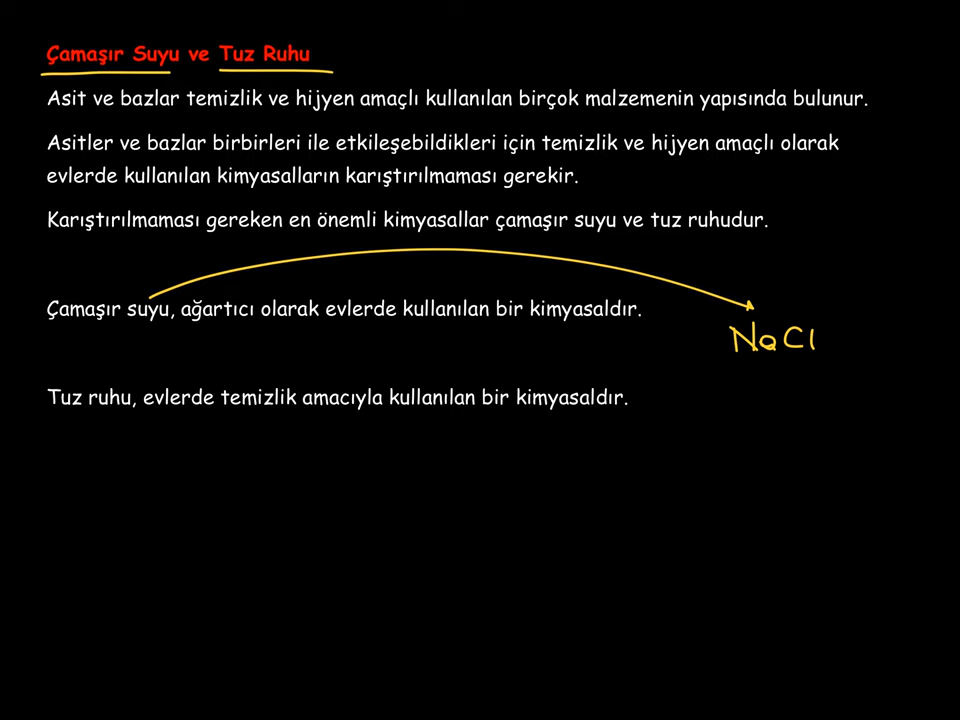 Çamaşır Suyu ve Tuz Ruhu
Asit ve bazlar temizlik ve hijyen amaçlı kullanılan birçok malzemenin yapısında bulunur.
Asitler ve bazlar birbirleri ile etkileşebildikleri için temizlik ve hijyen amaçlı olarak
evlerde kullanılan kimyasalların karıştırılmaması gerekir.
Karıştırılmaması gereken en önemli kimyasallar çamaşır suyu ve tuz ruhudur.
Çamaşır suyu, ağartıcı olarak evlerde kullanılan bir kimyasaldır.
NaCl
Tuz ruhu, evlerde temizlik amacıyla kullanılan bir kimyasaldır.